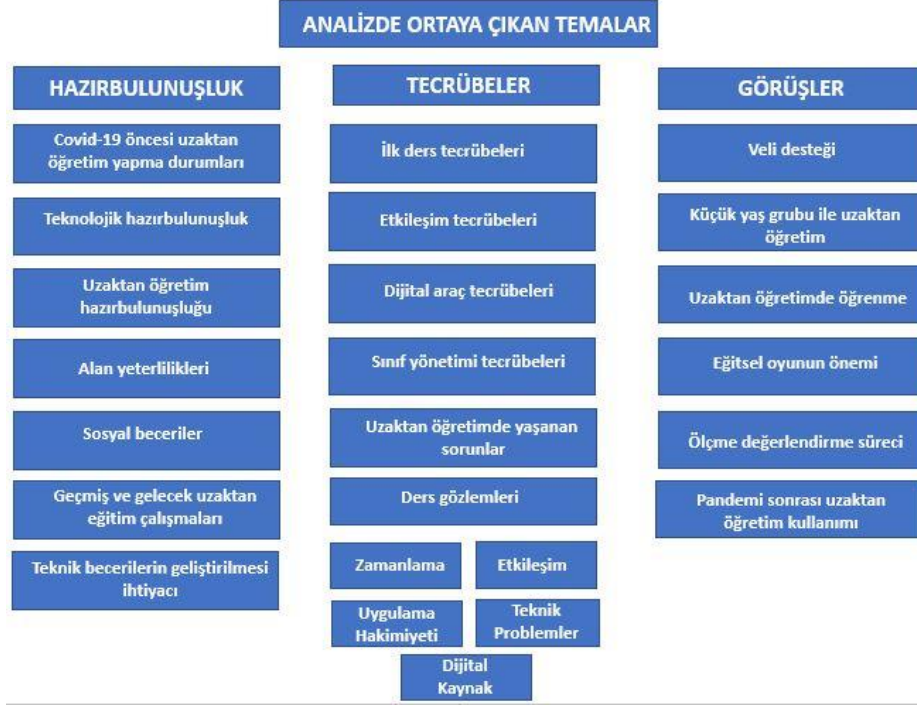 ANALİZDE ORTAYA ÇIKAN TEMALAR
HAZIRBULUNUŞLUK
Covid-19 öncesi uzaktan
öğretim yapma durumları
Teknolojik hazırbulunuşluk
Uzaktan öğretim
hazırbulunuşluğu
Alan yeterlilikleri
Sosyal beceriler
Geçmiş ve gelecek uzaktan
eğitim çalışmaları
Teknik becerilerin geliştirilmesi
ihtiyacı
TECRÜBELER
İlk ders tecrübeleri
Etkileşim tecrübeleri
Dijital araç tecrübeleri
Sınıf yönetimi tecrübeleri
Uzaktan öğretimde yaşanan
sorunlar
Ders gözlemleri
Zamanlama
Etkileşim
Uygulama
Hakimiyeti
Teknik
Problemler
Dijital
Kaynak
GÖRÜŞLER
Veli desteği
Küçük yaş grubu ile uzaktan
öğretim
Uzaktan öğretimde öğrenme
Eğitsel oyunun önemi
Ölçme değerlendirme süreci
Pandemi sonrası uzaktan
öğretim kullanımı